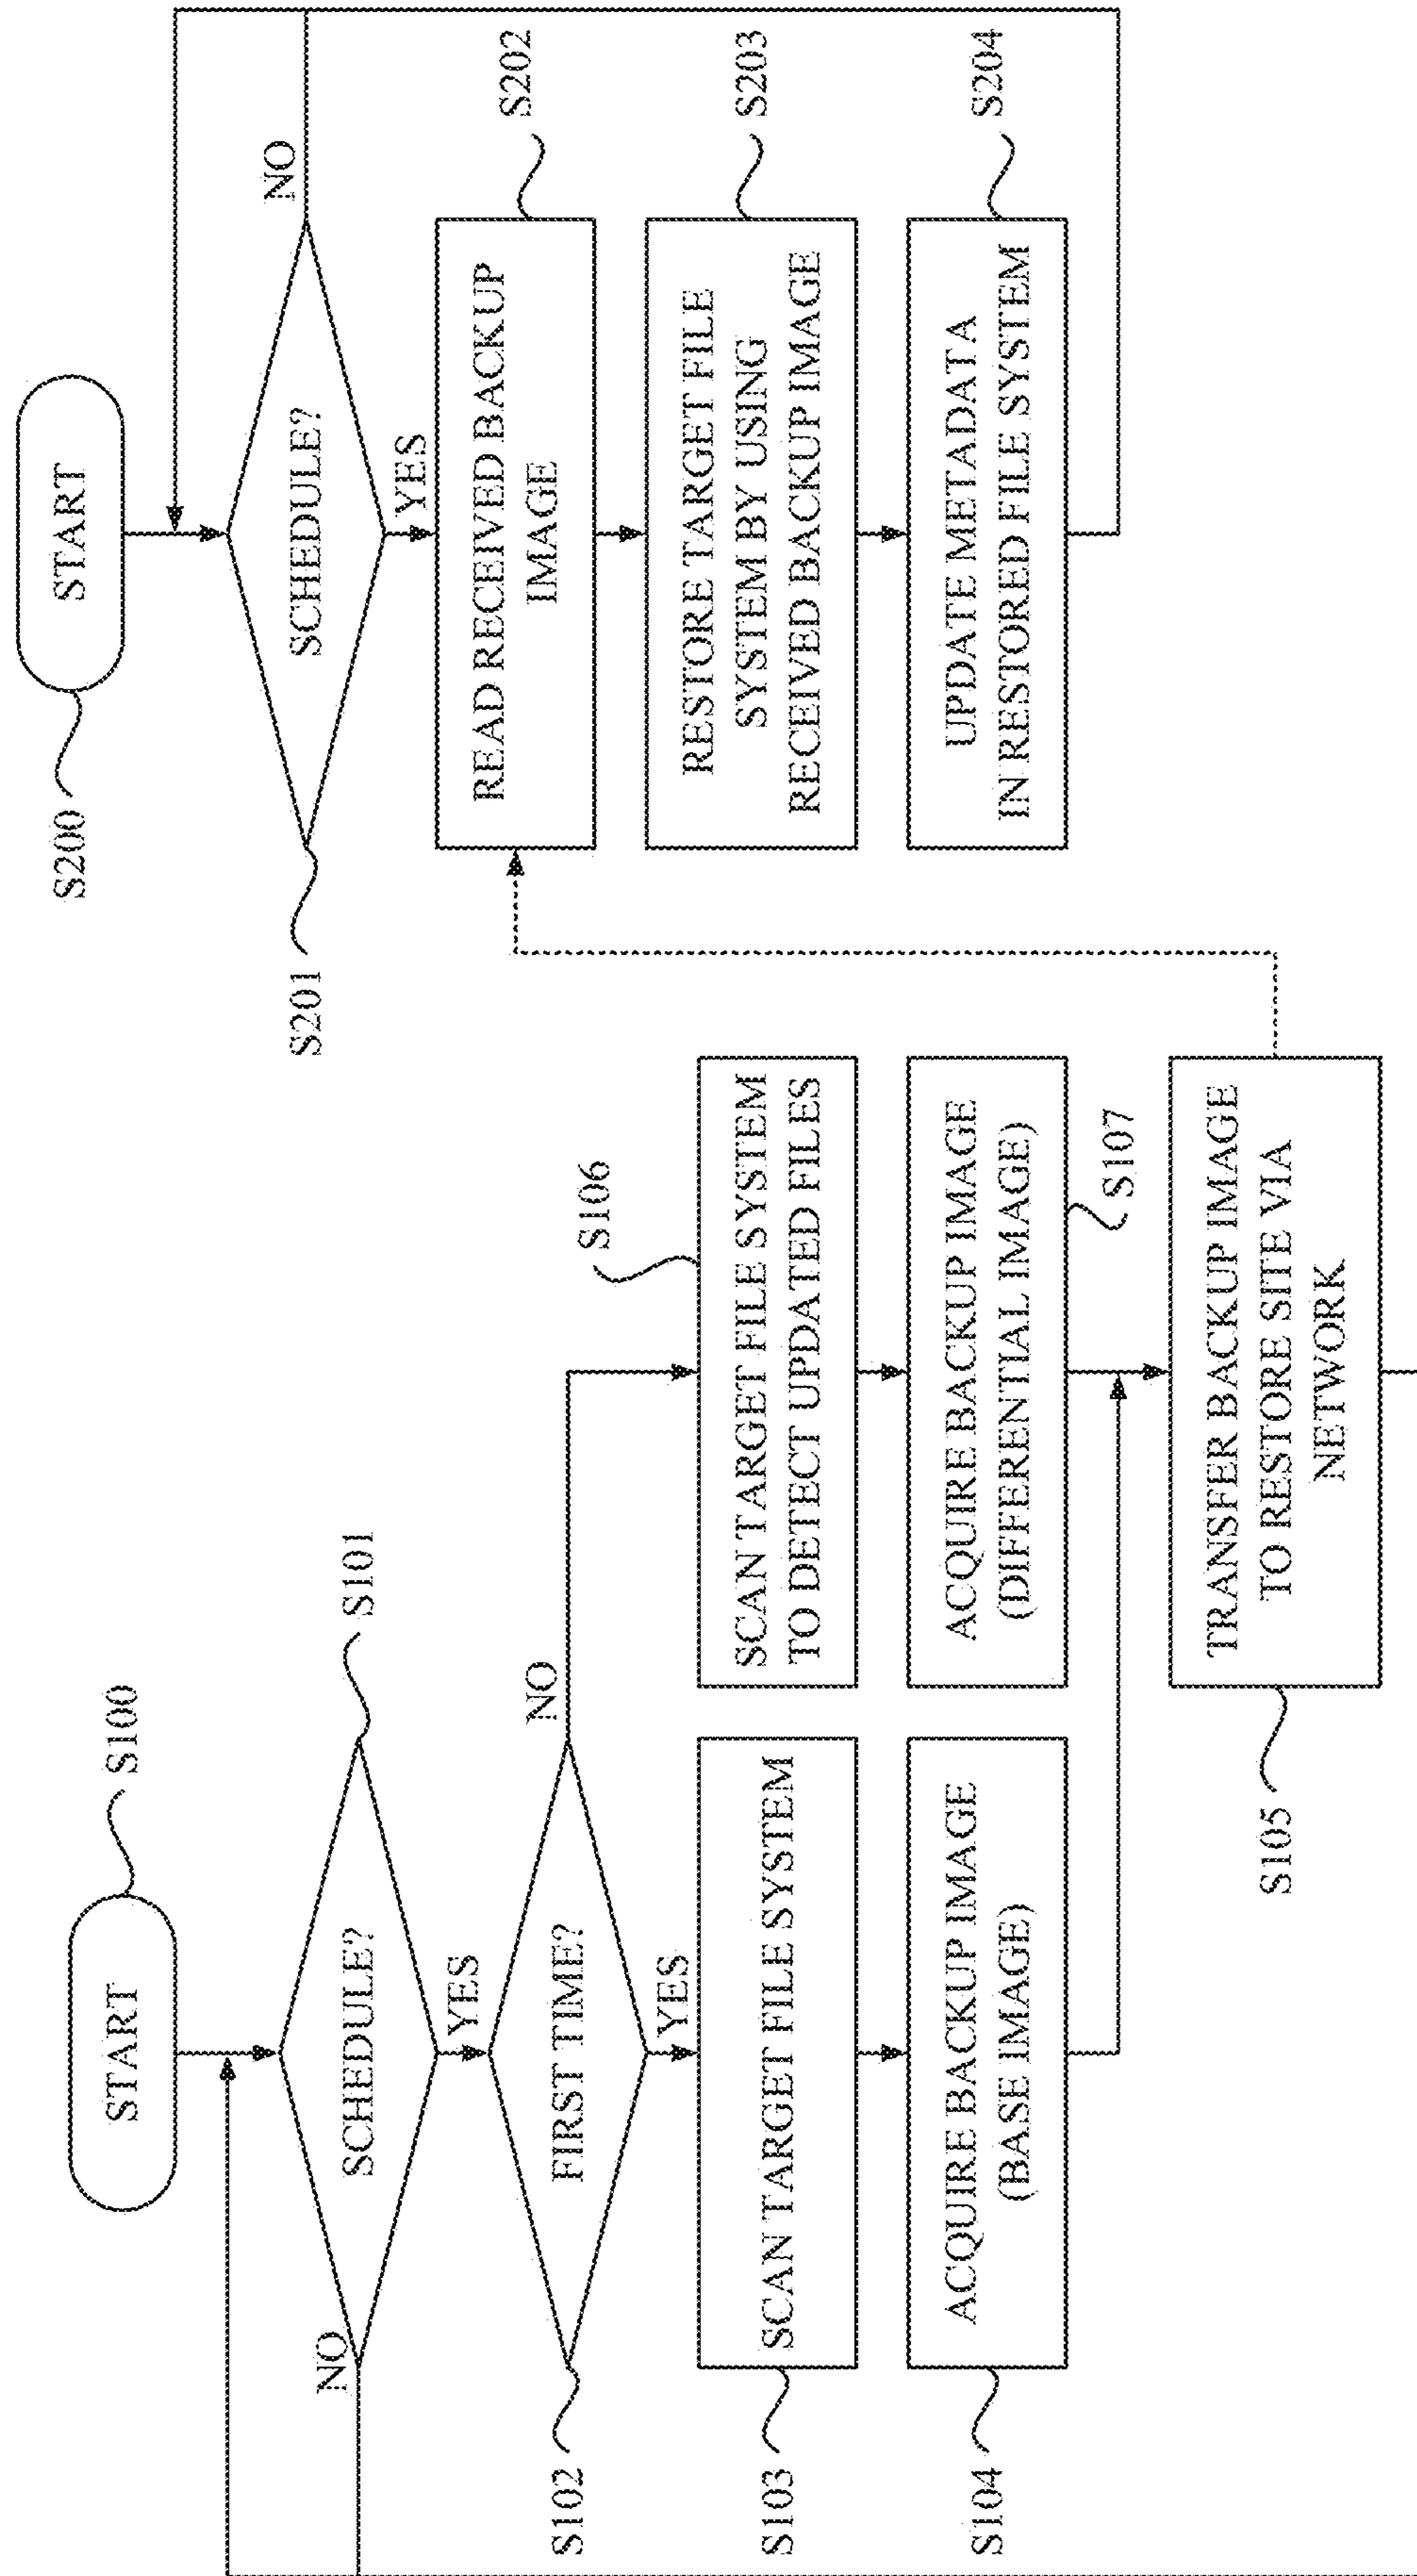 START
S100
SCHEDULE?
S101
NO
YES
FIRST TIME?
S102
NO
YES
SCAN TARGET FILE SYSTEM
S103
ACQUIRE BACKUP IMAGE
(BASE IMAGE)
S104
S106
SCAN TARGET FILE SYSTEM
TO DETECT UPDATED FILES
ACQUIRE BACKUP IMAGE
(DIFFERENTIAL IMAGE)
S107
TRANSFER BACKUP IMAGE
TO RESTORE SITE VIA
NETWORK
S105
START
S200
SCHEDULE?
S201
NO
YES
READ RECEIVED BACKUP
IMAGE
S202
RESTORE TARGET FILE
SYSTEM BY USING
RECEIVED BACKUP IMAGE
S203
UPDATE METADATA
IN RESTORED FILE SYSTEM
S204